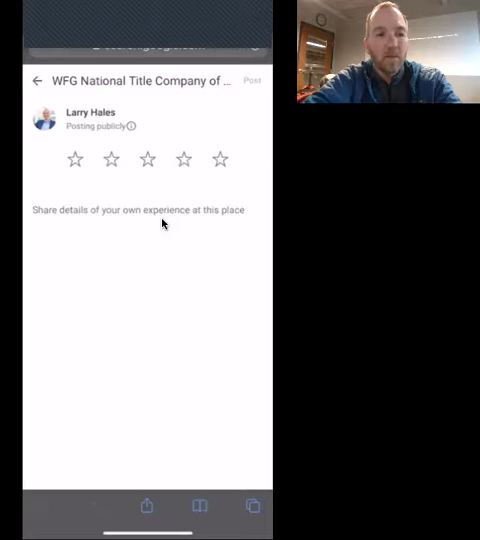 WFG National Title Company of ...
Post
Larry Hales
Posting publicly
Share details of your own experience at this place